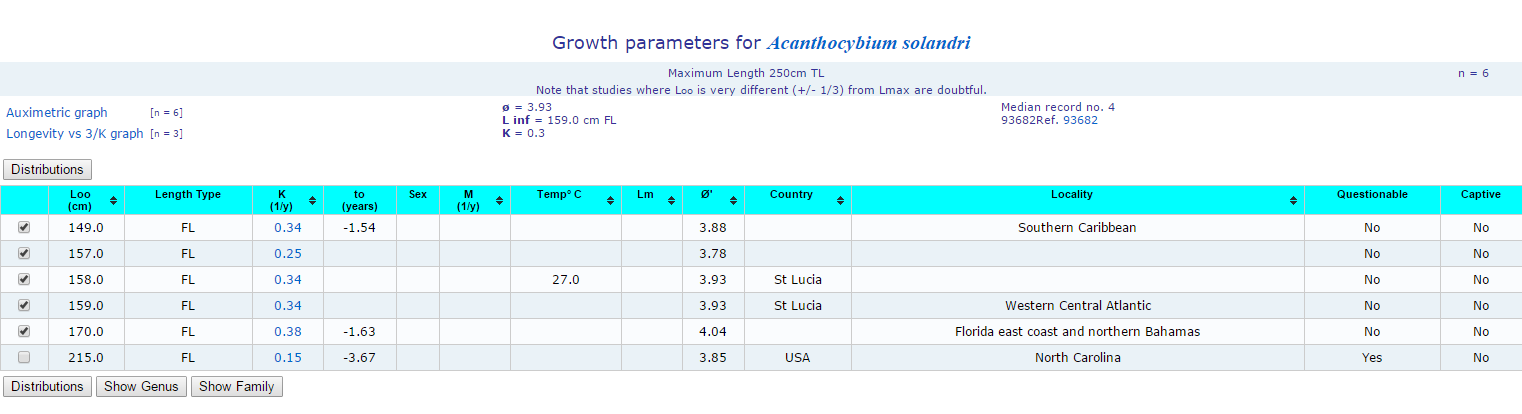 Growth parameters for Acanthocybium solandri
Maximum Length 250cm TL n = 6
Note that studies where Loo is very different (+/- 1/3) from Lmax are doubtful.
Auximetric graph [n = 6] ø = 3.93 Median record no. 4
L inf = 159.0 cm FL 93682Ref. 93682
Longevity vs 3/K graph [n = 3] K = 0.3
Distributions
Loo (cm) Length Type K (1/y) to (years) Sex M (1/y) Temp° C Lm Ø' Country Locality Questionable Captive
149.0 FL 0.34 -1.54 3.88 Southern Caribbean No No
157.0 FL 0.25 3.78 No No
158.0 FL 0.34 27.0 3.93 St Lucia No No
159.0 FL 0.34 3.93 St Lucia Western Central Atlantic No No
170.0 FL 0.38 -1.63 4.04 Florida east coast and northern Bahamas No No
215.0 FL 0.15 -3.67 3.85 USA North Carolina Yes No
Distributions Show Genus Show Family